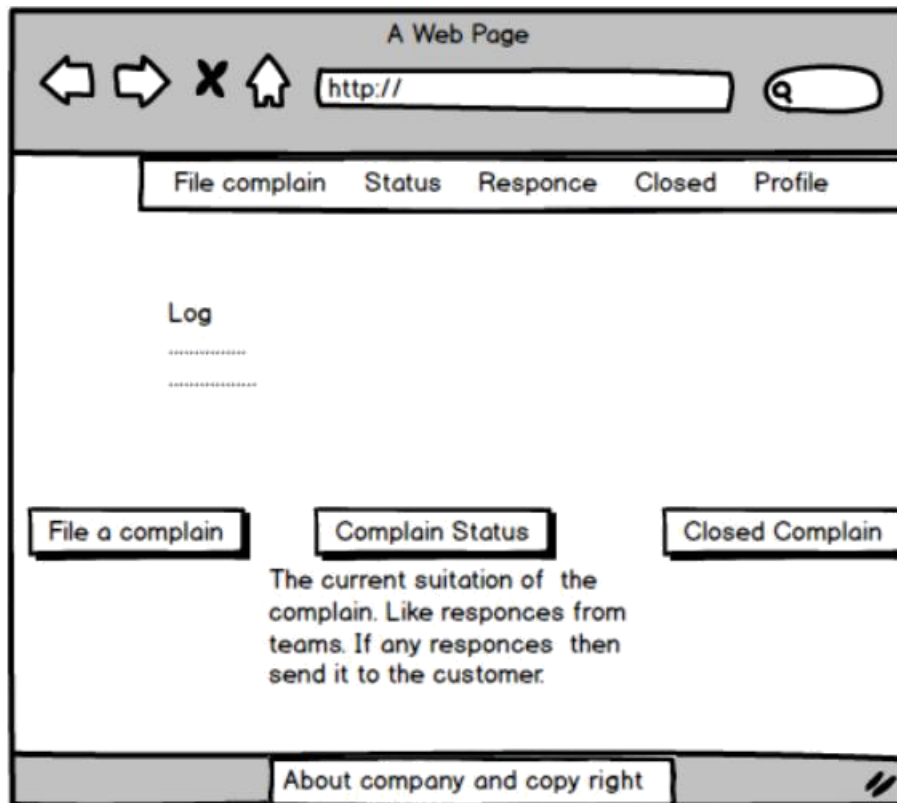 A Web Page
http://
File complain Status Responce Closed Profile
Log
File a complain Complain Status Closed Complain
The current suitation of the
complain. Like responces from
teams. If any responces then
send it to the customer.
About company and copy right